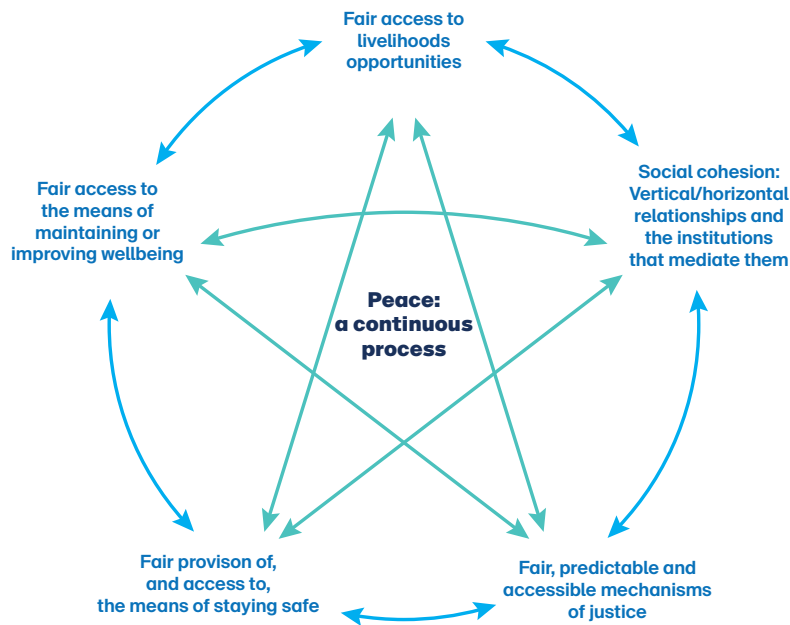 Fair access to
livelihoods
opportunities
Social cohesion:
Vertical/horizontal
relationships and
the institutions
that mediate them
Fair access to
the means of
maintaining or
improving wellbeing
Peace:
a continuous
process
Fair provison of,
and access to,
the means of staying safe
Fair, predictable and
accessible mechanisms
of justice